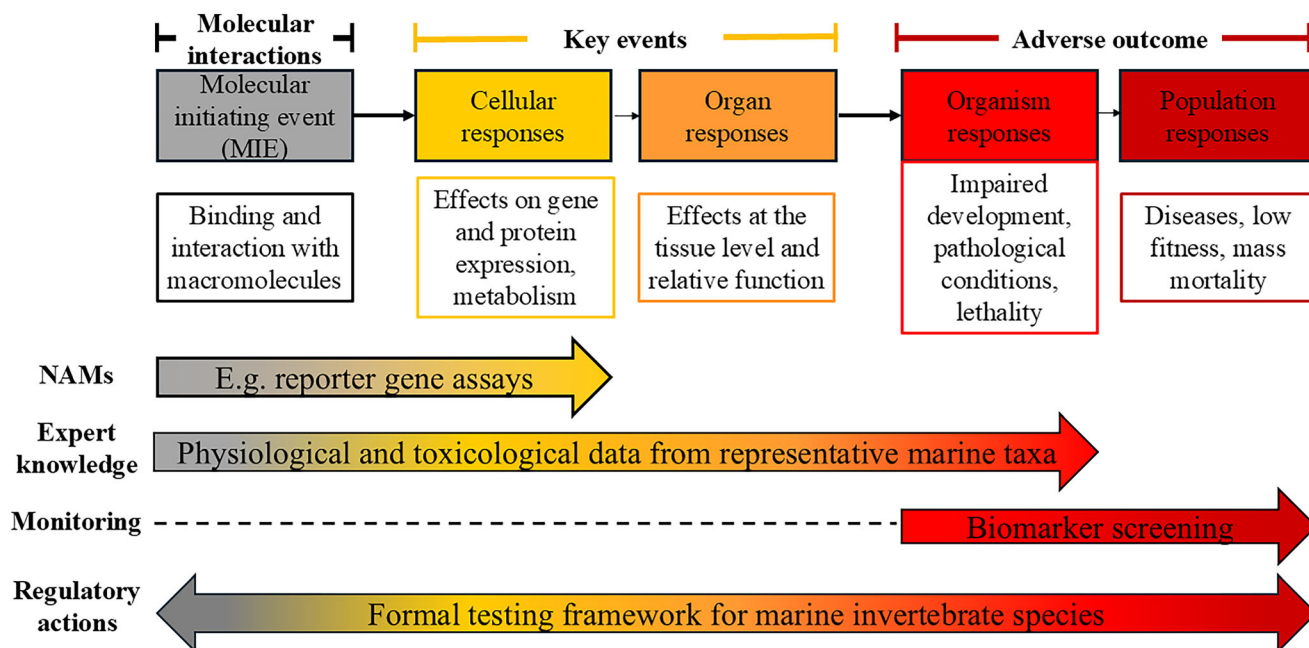 Molecular
interactions
Key events
Adverse outcome
Molecular
initiating event
(MIE)
Cellular
responses
Organ
responses
Organism
responses
Population
responses
Binding and
interaction with
macromolecules
Effects on gene
and protein
expression,
metabolism
Effects at the
tissue level and
relative function
Impaired
development,
pathological
conditions,
lethality
Diseases, low
fitness, mass
mortality
NAMs
E.g. reporter gene assays
Expert
knowledge
Physiological and toxicological data from representative marine taxa
Monitoring
Biomarker screening
Regulatory
actions
Formal testing framework for marine invertebrate species